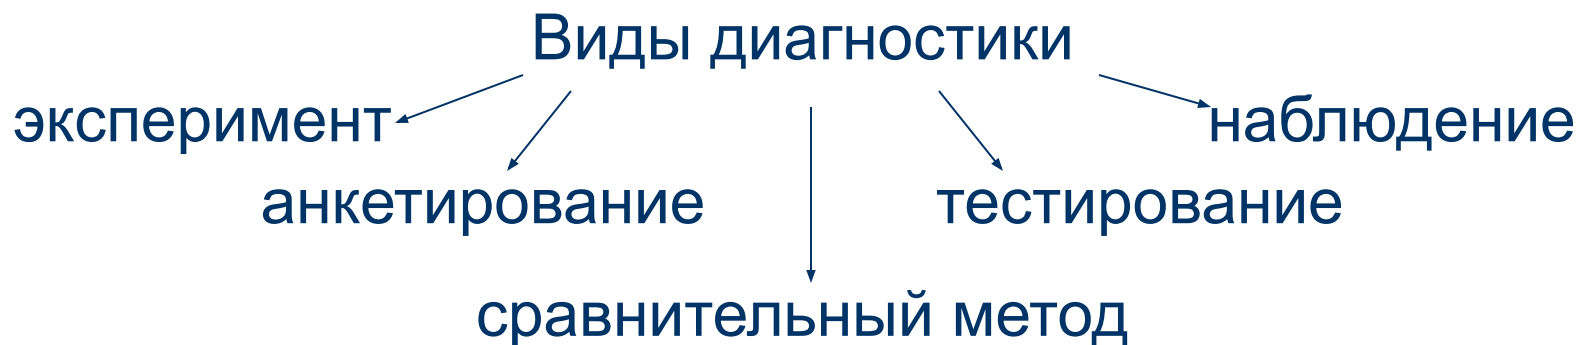 Виды диагностики
эксперимент
наблюдение
анкетирование
тестирование
сравнительный метод